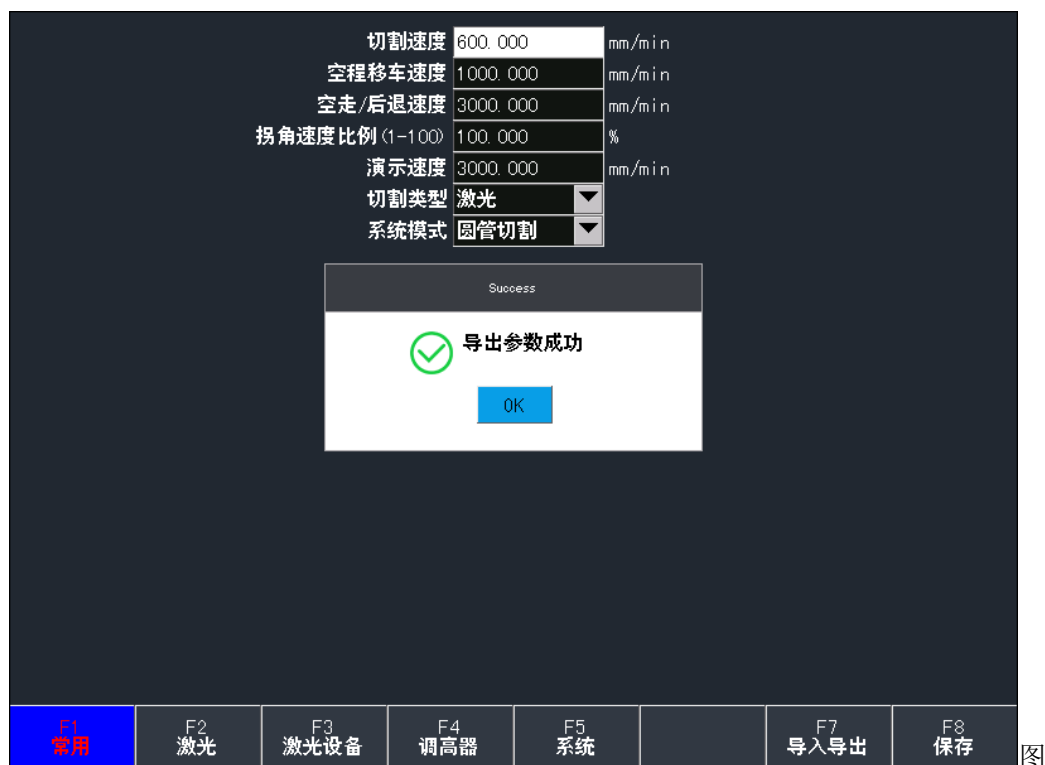 切割速度 600.000 mm/min
空程移车速度 1000.000 mm/min
空走/后退速度 3000.000 mm/min
拐角速度比例(1-100) 100.000 %
演示速度 3000.000 mm/min
切割类型 激光
系统模式 圆管切割
Success
导出参数成功
OK
F1 F2 F3 F4 F5 F7 F8
常用 激光 激光设备 调高器 系统 导入导出 保存
图